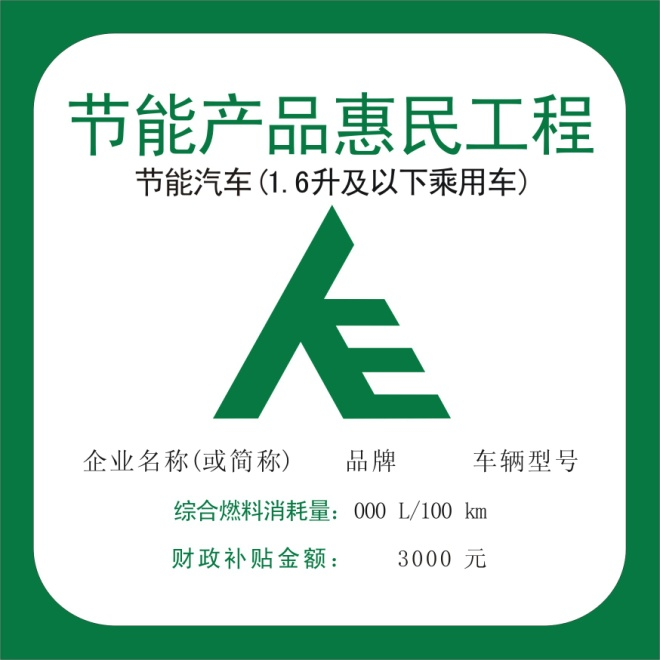 节能产品惠民工程
节能汽车(1.6升及以下乘用车)
企业名称(或简称) 品牌 车辆型号
综合燃料消耗量: 000 L/100 km
财政补贴金额: 3000 元